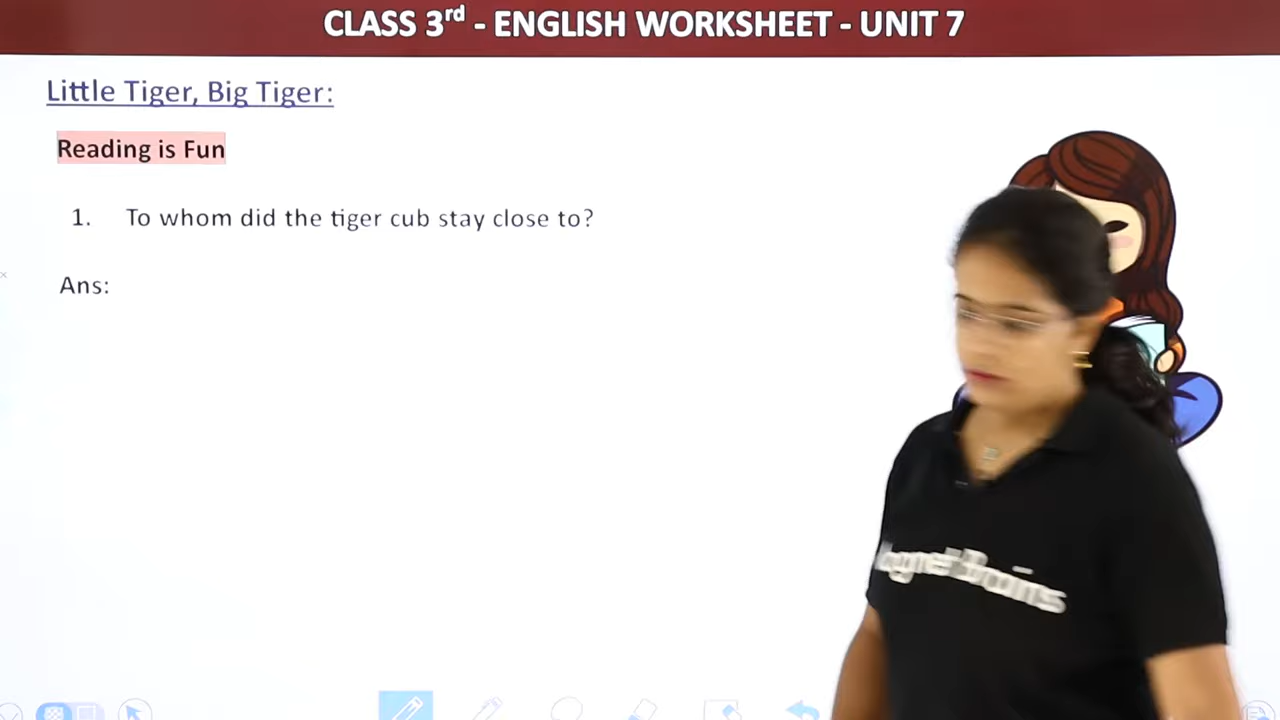 CLASS 3rd - ENGLISH WORKSHEET - UNIT 7
Little Tiger, Big Tiger:
Reading is Fun
1. To whom did the tiger cub stay close to?
Ans: